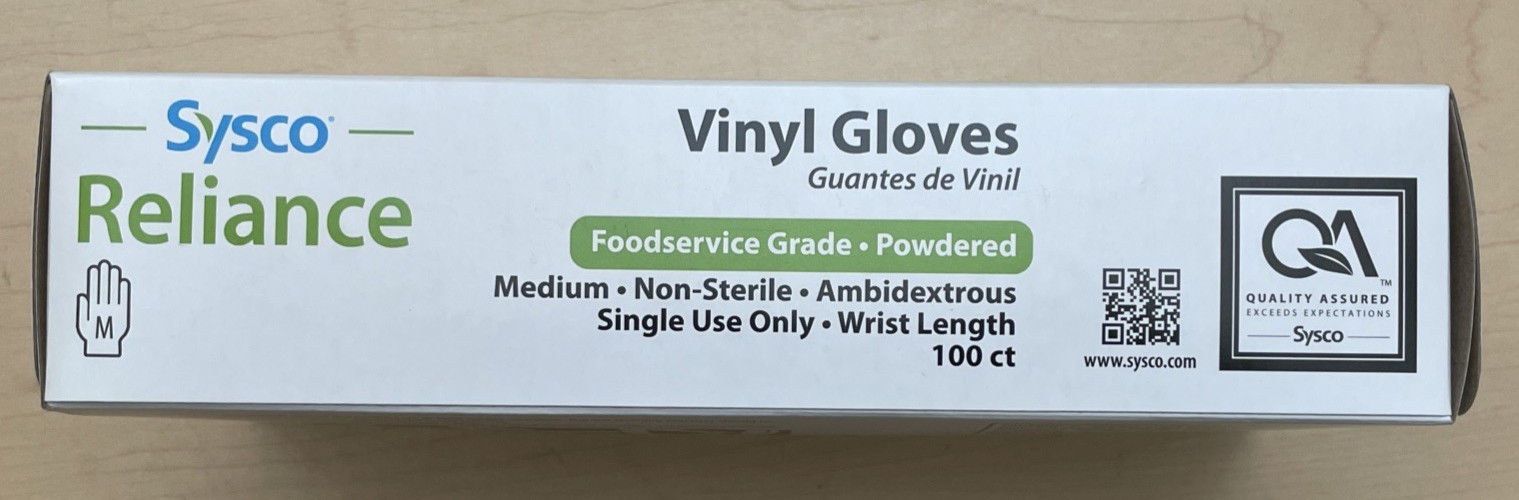 Sysco
Reliance
M
Vinyl Gloves
Guantes de Vinil
Foodservice Grade • Powdered
Medium • Non-Sterile • Ambidextrous
Single Use Only • Wrist Length
100 ct
www.sysco.com
QA™
QUALITY ASSURED
EXCEEDS EXPECTATIONS
Sysco